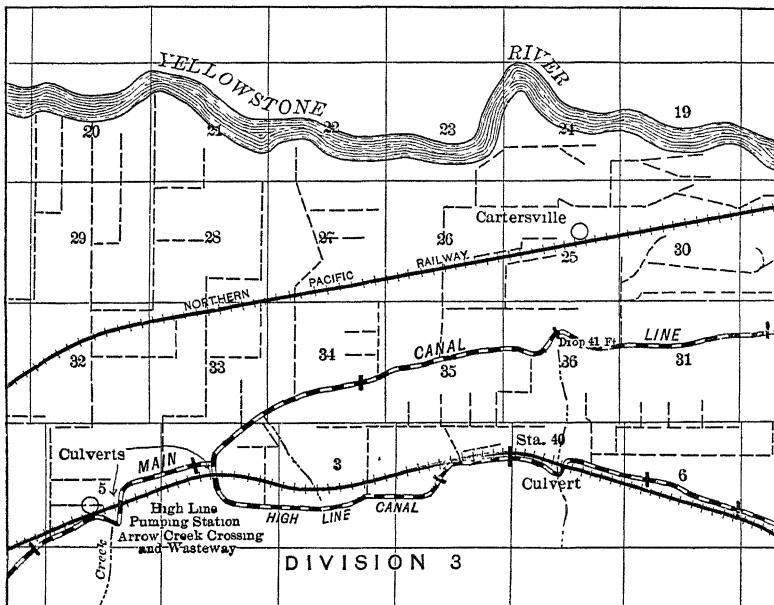 YELLOWSTONE RIVER
20 21 22 23 24 19
29 28 27 26 25 30
Cartersville
NORTHERN PACIFIC RAILWAY
32 33 34 35 36 31
CANAL LINE
Drop 41 Ft.
Culverts
MAIN
5 3 6
Sta. 40
Culvert
High Line
Pumping Station
Arrow Creek Crossing
and Wasteway
HIGH LINE CANAL
Creek
DIVISION 3